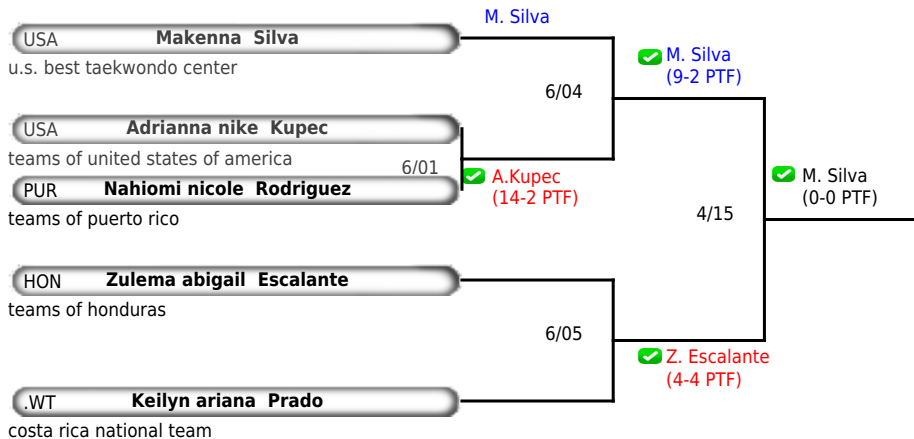 M. Silva
USA Makenna Silva
u.s. best taekwondo center
6/04
M. Silva
(9-2 PTF)
USA Adrianna nike Kupec
teams of united states of america
6/01
A.Kupec
(14-2 PTF)
PUR Nahiomi nicole Rodriguez
teams of puerto rico
M. Silva
(0-0 PTF)
4/15
HON Zulema abigail Escalante
teams of honduras
6/05
Z. Escalante
(4-4 PTF)
.WT Keilyn ariana Prado
costa rica national team